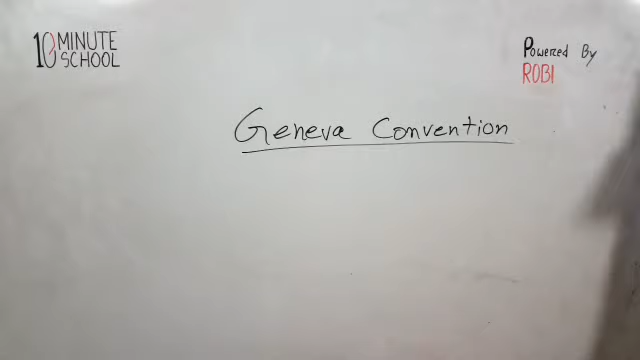 10 MINUTE
SCHOOL
Powered By
ROBI
Geneva Convention